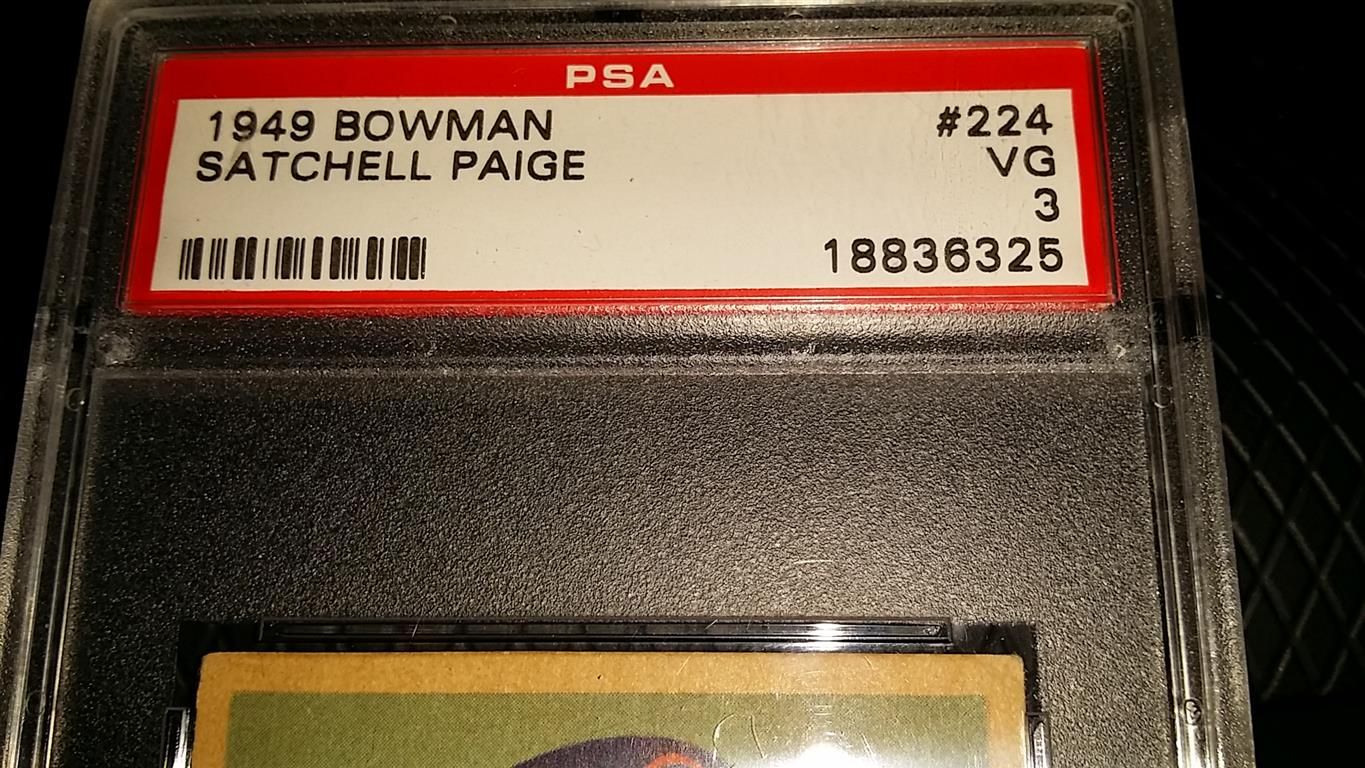 PSA
1949 BOWMAN #224
SATCHELL PAIGE VG
3
18836325